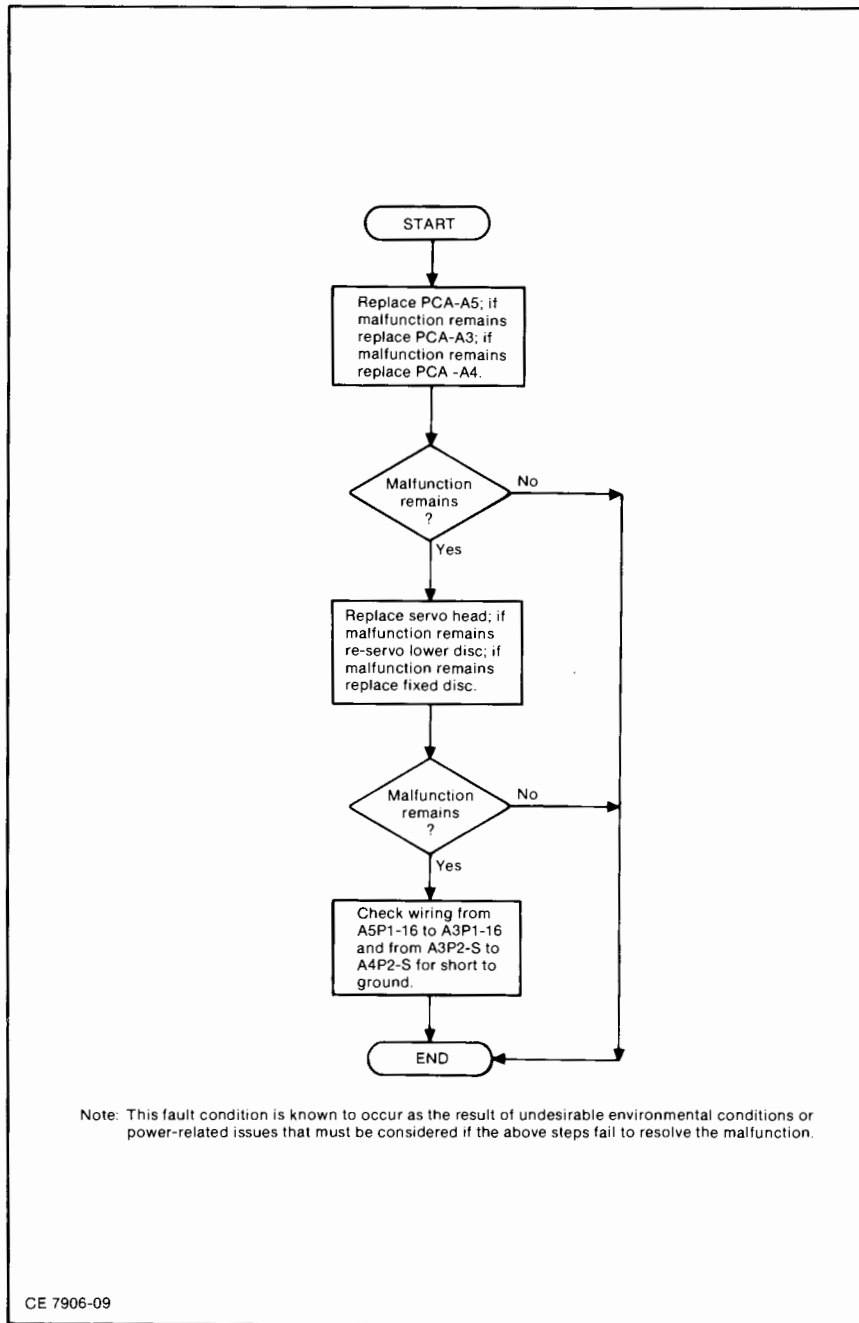 START
Replace PCA-A5; if
malfunction remains
replace PCA-A3; if
malfunction remains
replace PCA -A4.
Malfunction
remains
?
No
Yes
Replace servo head; if
malfunction remains
re-servo lower disc; if
malfunction remains
replace fixed disc.
Malfunction
remains
?
No
Yes
Check wiring from
A5P1-16 to A3P1-16
and from A3P2-S to
A4P2-S for short to
ground.
END
Note: This fault condition is known to occur as the result of undesirable environmental conditions or
power-related issues that must be considered if the above steps fail to resolve the malfunction.
CE 7906-09